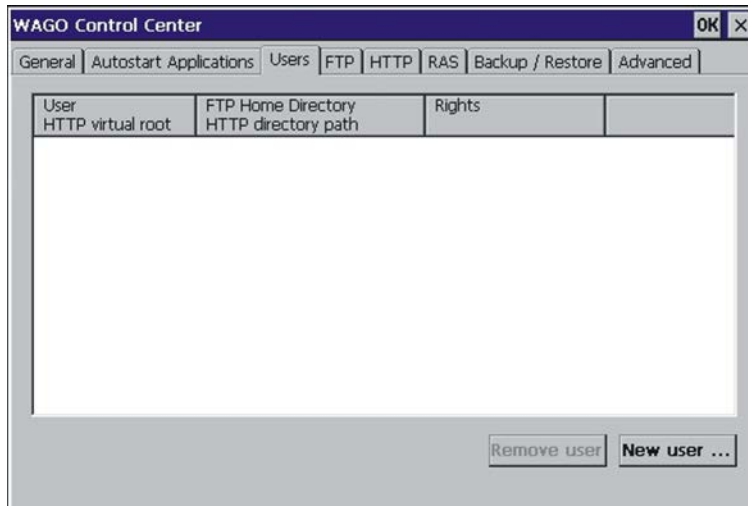 WAGO Control Center OK ×
General Autostart Applications Users FTP HTTP RAS Backup / Restore Advanced
User FTP Home Directory Rights
HTTP virtual root HTTP directory path
Remove user New user ...